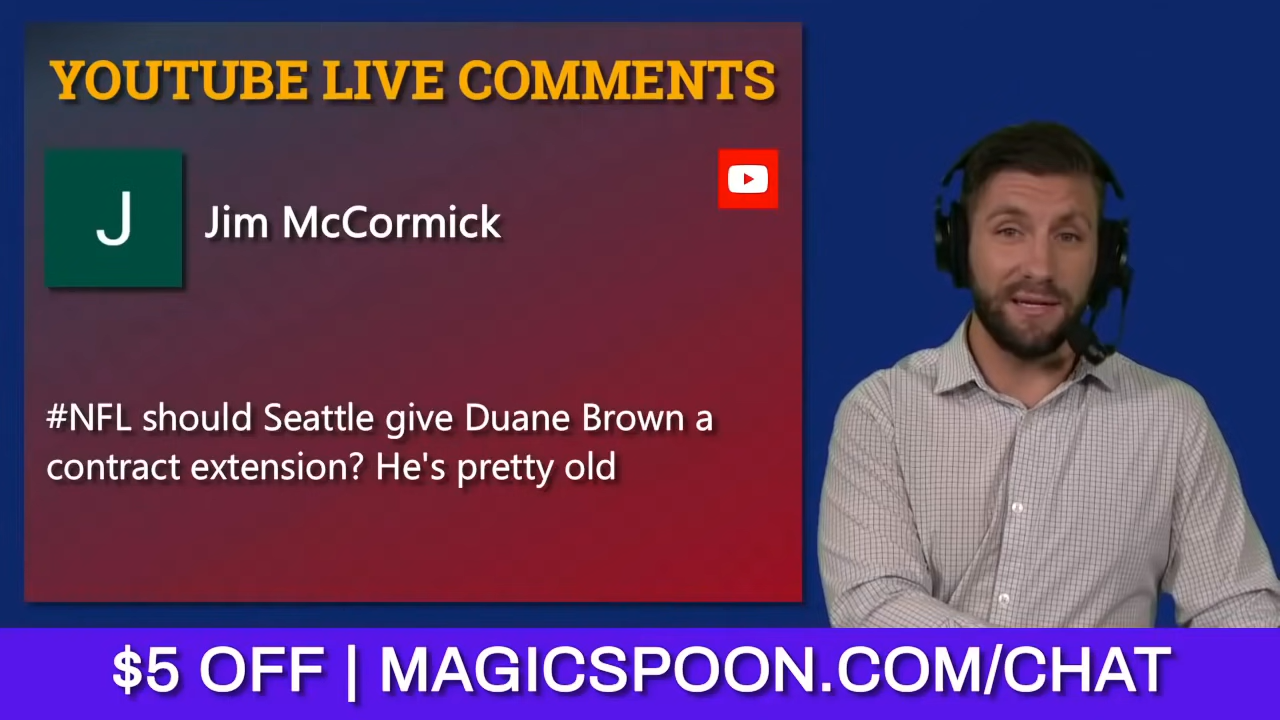 YOUTUBE LIVE COMMENTS
J
Jim McCormick
#NFL should Seattle give Duane Brown a
contract extension? He's pretty old
$5 OFF | MAGICSPOON.COM/CHAT